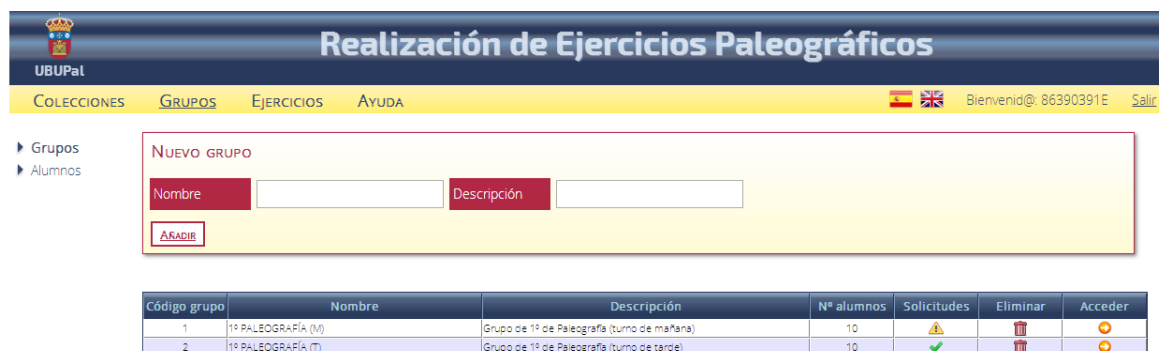 Realización de Ejercicios Paleográficos
UBUPal
COLECCIONES GRUPOS EJERCICIOS AYUDA Bienvenid@: 86390391E Salir
Grupos
Alumnos
NUEVO GRUPO
Nombre Descripción
AÑADIR
Código grupo Nombre Descripción Nº alumnos Solicitudes Eliminar Acceder
1 1º PALEOGRAFÍA (M) Grupo de 1º de Paleografía (turno de mañana) 10
2 1º PALEOGRAFÍA (T) Grupo de 1º de Paleografía (turno de tarde) 10